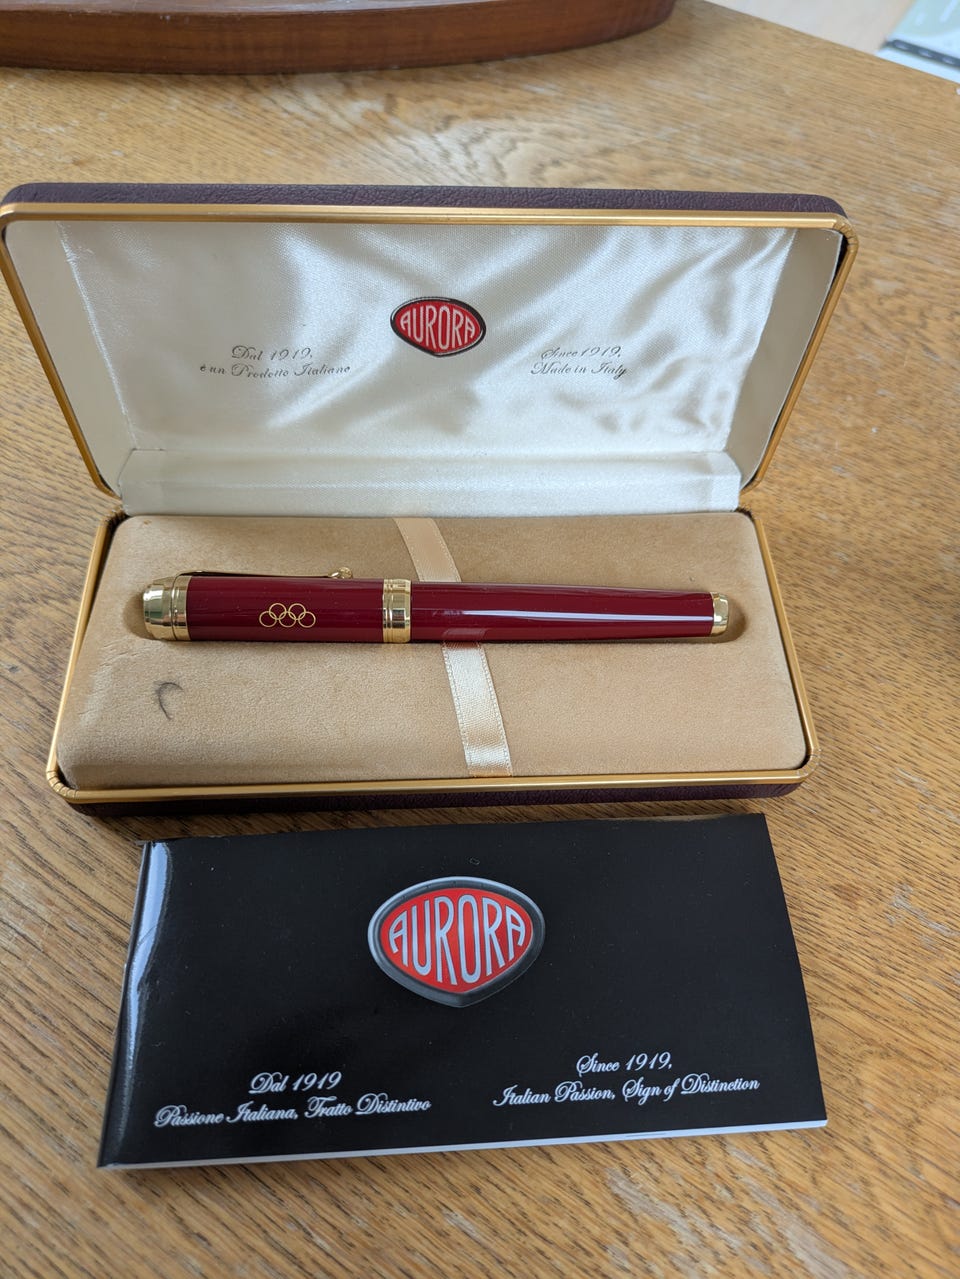 AURORA
Dal 1919,
è un Prodotto Italiano
Since 1919,
Made in Italy
AURORA
Dal 1919
Passione Italiana, Tratto Distintivo
Since 1919,
Italian Passion, Sign of Distinction